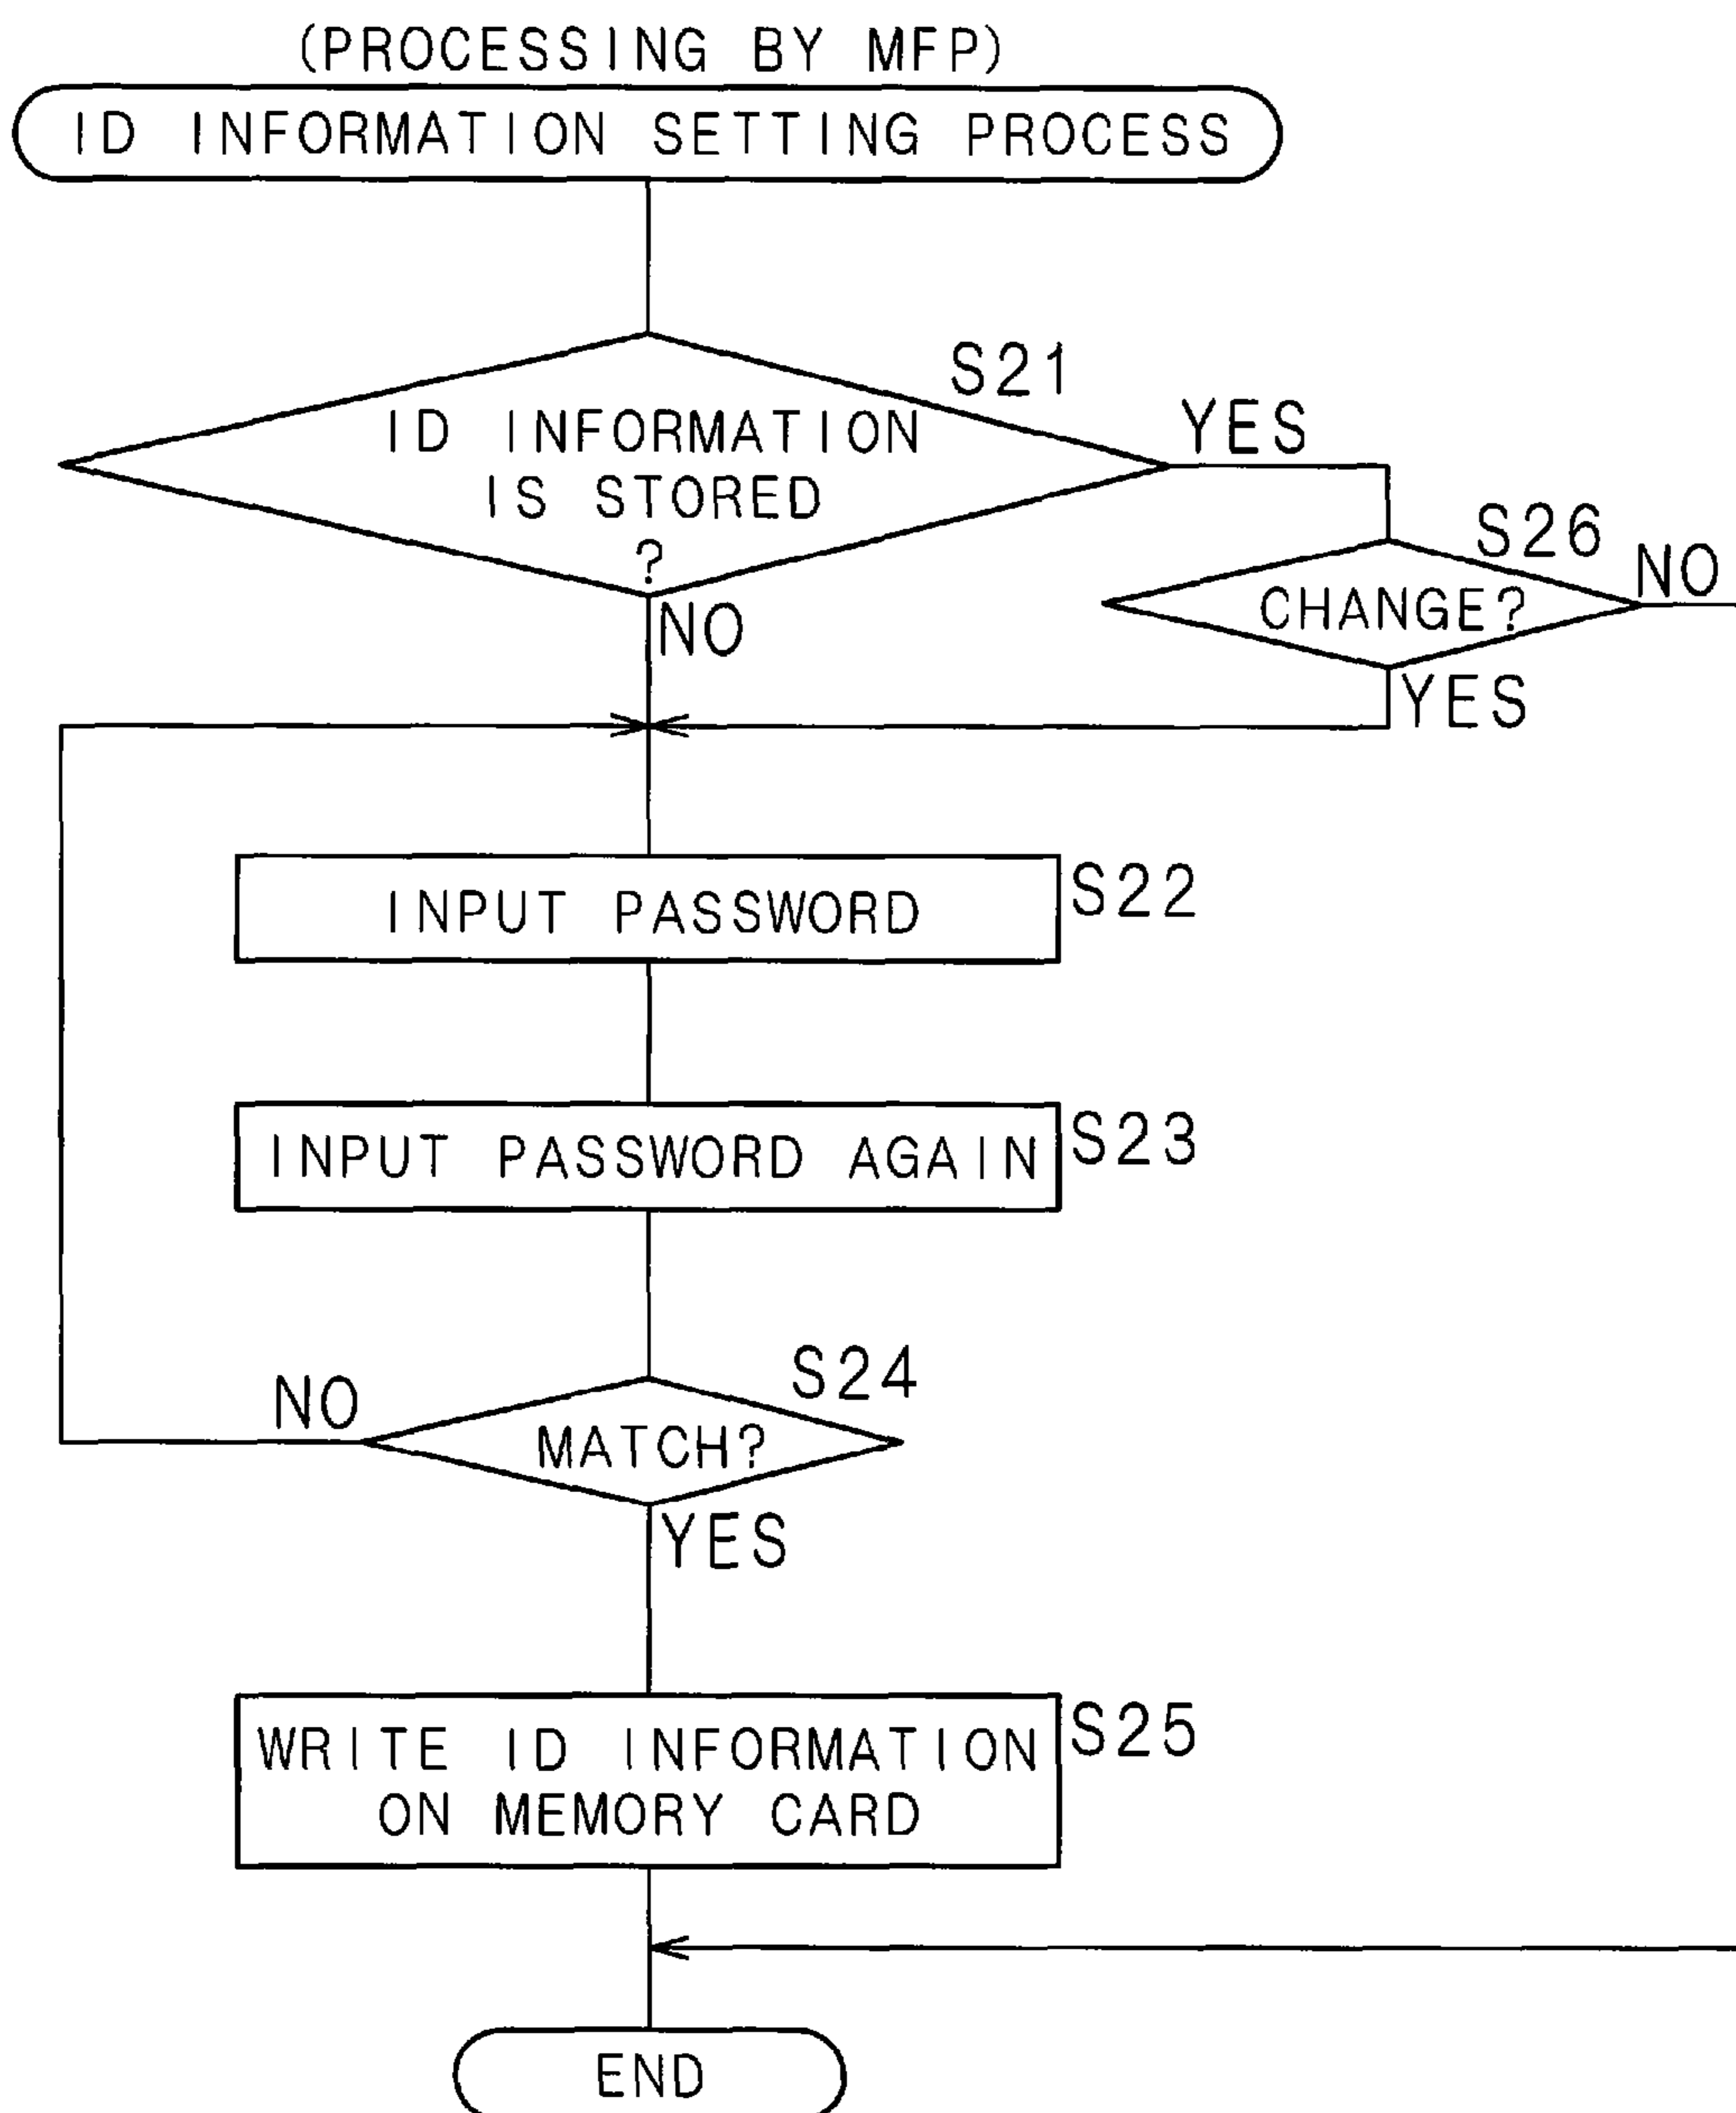 (PROCESSING BY MFP)
ID INFORMATION SETTING PROCESS
S21
ID INFORMATION
IS STORED
?
YES
NO
S26
CHANGE?
NO
YES
INPUT PASSWORD
S22
INPUT PASSWORD AGAIN
S23
S24
MATCH?
NO
YES
WRITE ID INFORMATION
ON MEMORY CARD
S25
END